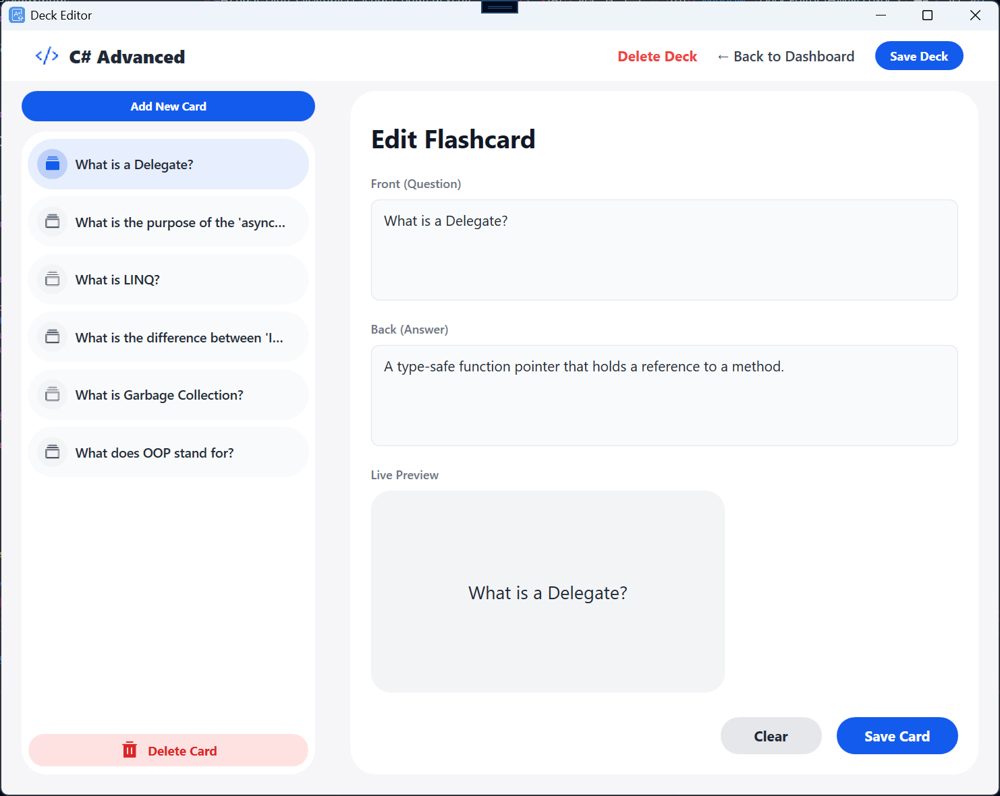 Deck Editor
</> C# Advanced
Delete Deck
← Back to Dashboard
Save Deck
Add New Card
What is a Delegate?
What is the purpose of the 'async...
What is LINQ?
What is the difference between 'I...
What is Garbage Collection?
What does OOP stand for?
Delete Card
Edit Flashcard
Front (Question)
What is a Delegate?
Back (Answer)
A type-safe function pointer that holds a reference to a method.
Live Preview
What is a Delegate?
Clear
Save Card